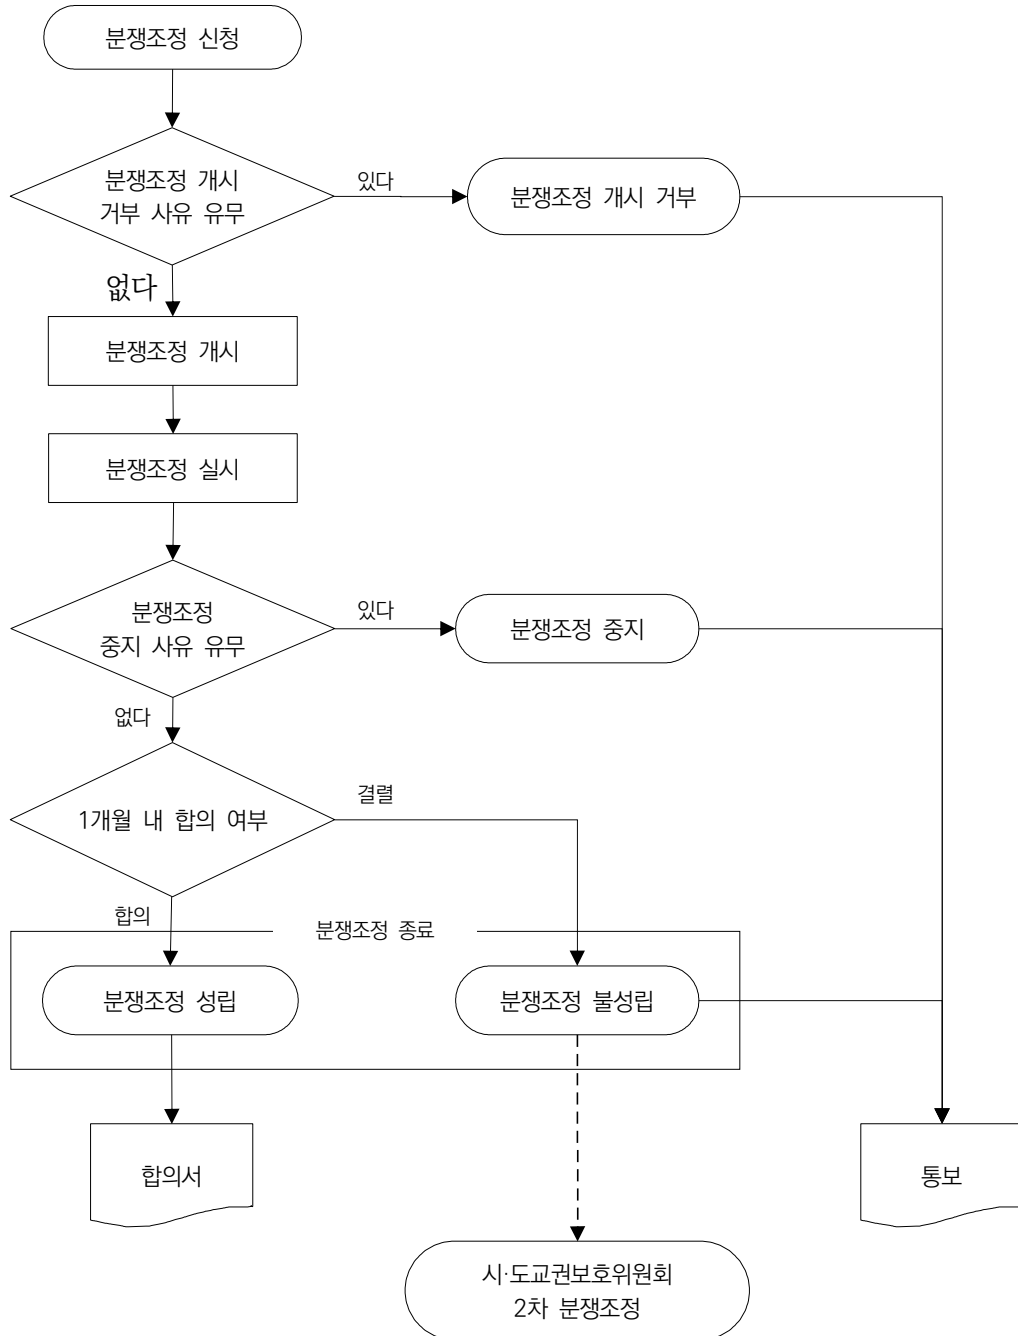 분쟁조정 신청
분쟁조정 개시
거부 사유 유무
있다
분쟁조정 개시 거부
없다
분쟁조정 개시
분쟁조정 실시
분쟁조정
중지 사유 유무
있다
분쟁조정 중지
없다
1개월 내 합의 여부
결렬
합의
분쟁조정 종료
분쟁조정 성립
분쟁조정 불성립
합의서
통보
시·도교권보호위원회
2차 분쟁조정